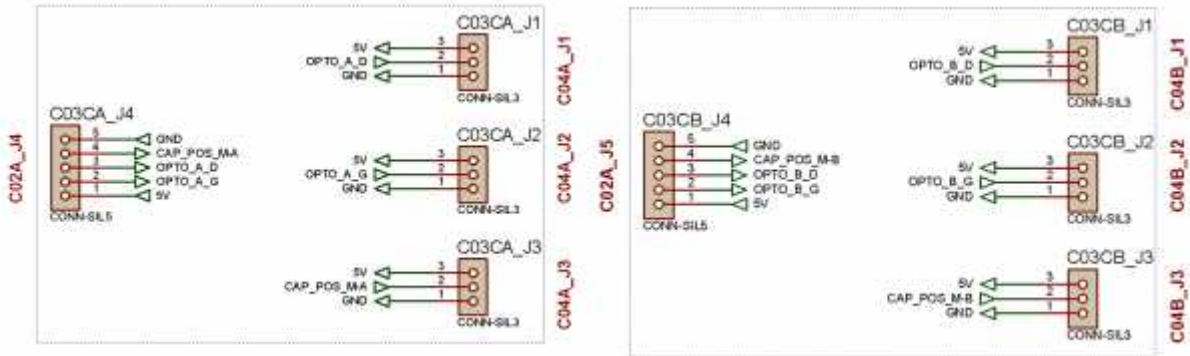 C03CA_J1
5V 3
OPTO_A_D 2
GND 1
CONN-SIL3
C04A_J1
C03CA_J4
5 GND
4 CAP_POS_M-A
3 OPTO_A_D
2 OPTO_A_G
1 5V
CONN-SIL5
C02A_J4
C03CA_J2
5V 3
OPTO_A_G 2
GND 1
CONN-SIL3
C04A_J2
C03CA_J3
5V 3
CAP_POS_M-A 2
GND 1
CONN-SIL3
C04A_J3
C03CB_J1
5V 3
OPTO_B_D 2
GND 1
CONN-SIL3
C04B_J1
C03CB_J4
5 GND
4 CAP_POS_M-B
3 OPTO_B_D
2 OPTO_B_G
1 5V
CONN-SIL5
C02A_J5
C03CB_J2
5V 3
OPTO_B_G 2
GND 1
CONN-SIL3
C04B_J2
C03CB_J3
5V 3
CAP_POS_M-B 2
GND 1
CONN-SIL3
C04B_J3